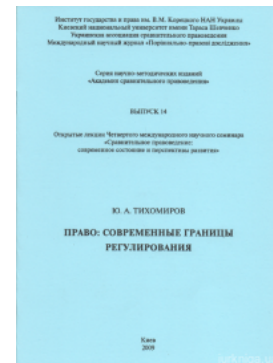 Институт государства и права им. В.М. Корецкого НАН Украины
Киевский национальный университет имени Тараса Шевченко
Украинская ассоциация сравнительного правоведения
Международный научный журнал «Порівняльно-правові дослідження»
Серия научно-методических изданий
«Академия сравнительного правоведения»
ВЫПУСК 14
Открытые лекции Четвертого международного научного семинара
«Сравнительное правоведение:
современное состояние и перспективы развития»
Ю. А. ТИХОМИРОВ
ПРАВО: СОВРЕМЕННЫЕ ГРАНИЦЫ
РЕГУЛИРОВАНИЯ
Киев
2009